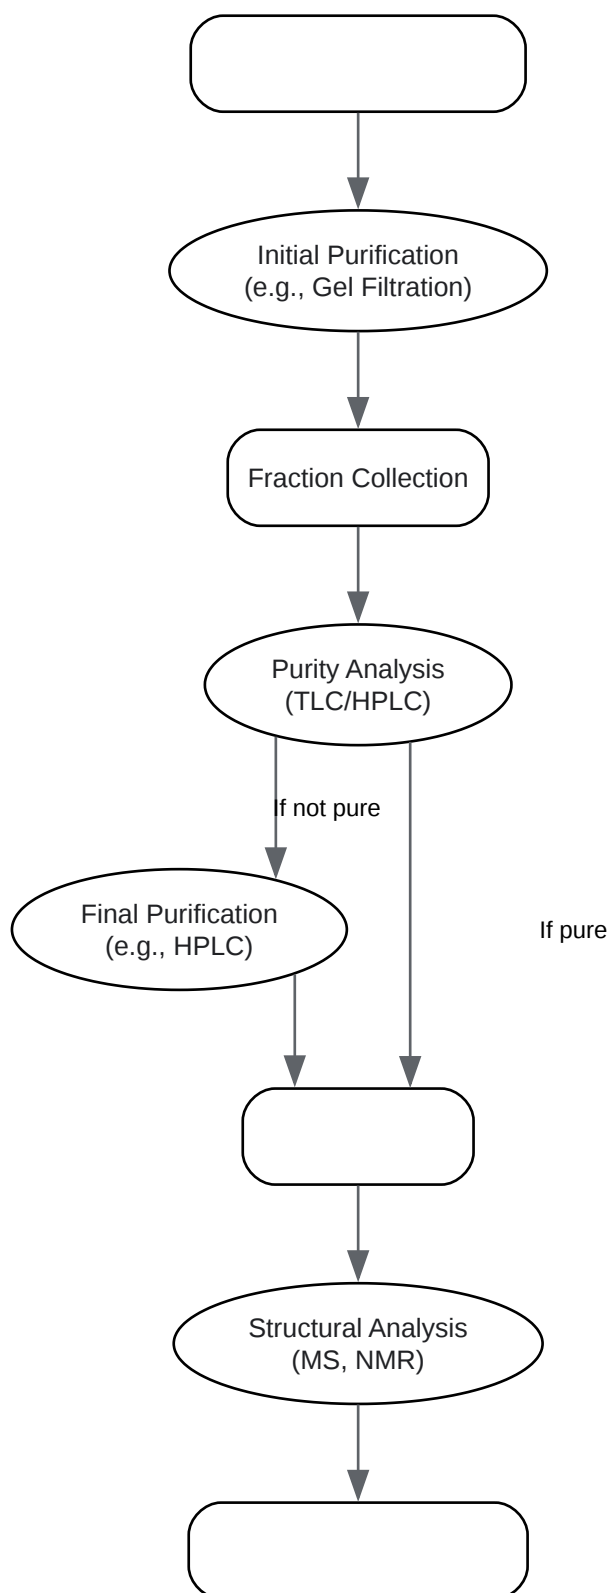 Initial Purification
(e.g., Gel Filtration)
Fraction Collection
Purity Analysis
(TLC/HPLC)
If not pure
Final Purification
(e.g., HPLC)
If pure
Structural Analysis
(MS, NMR)